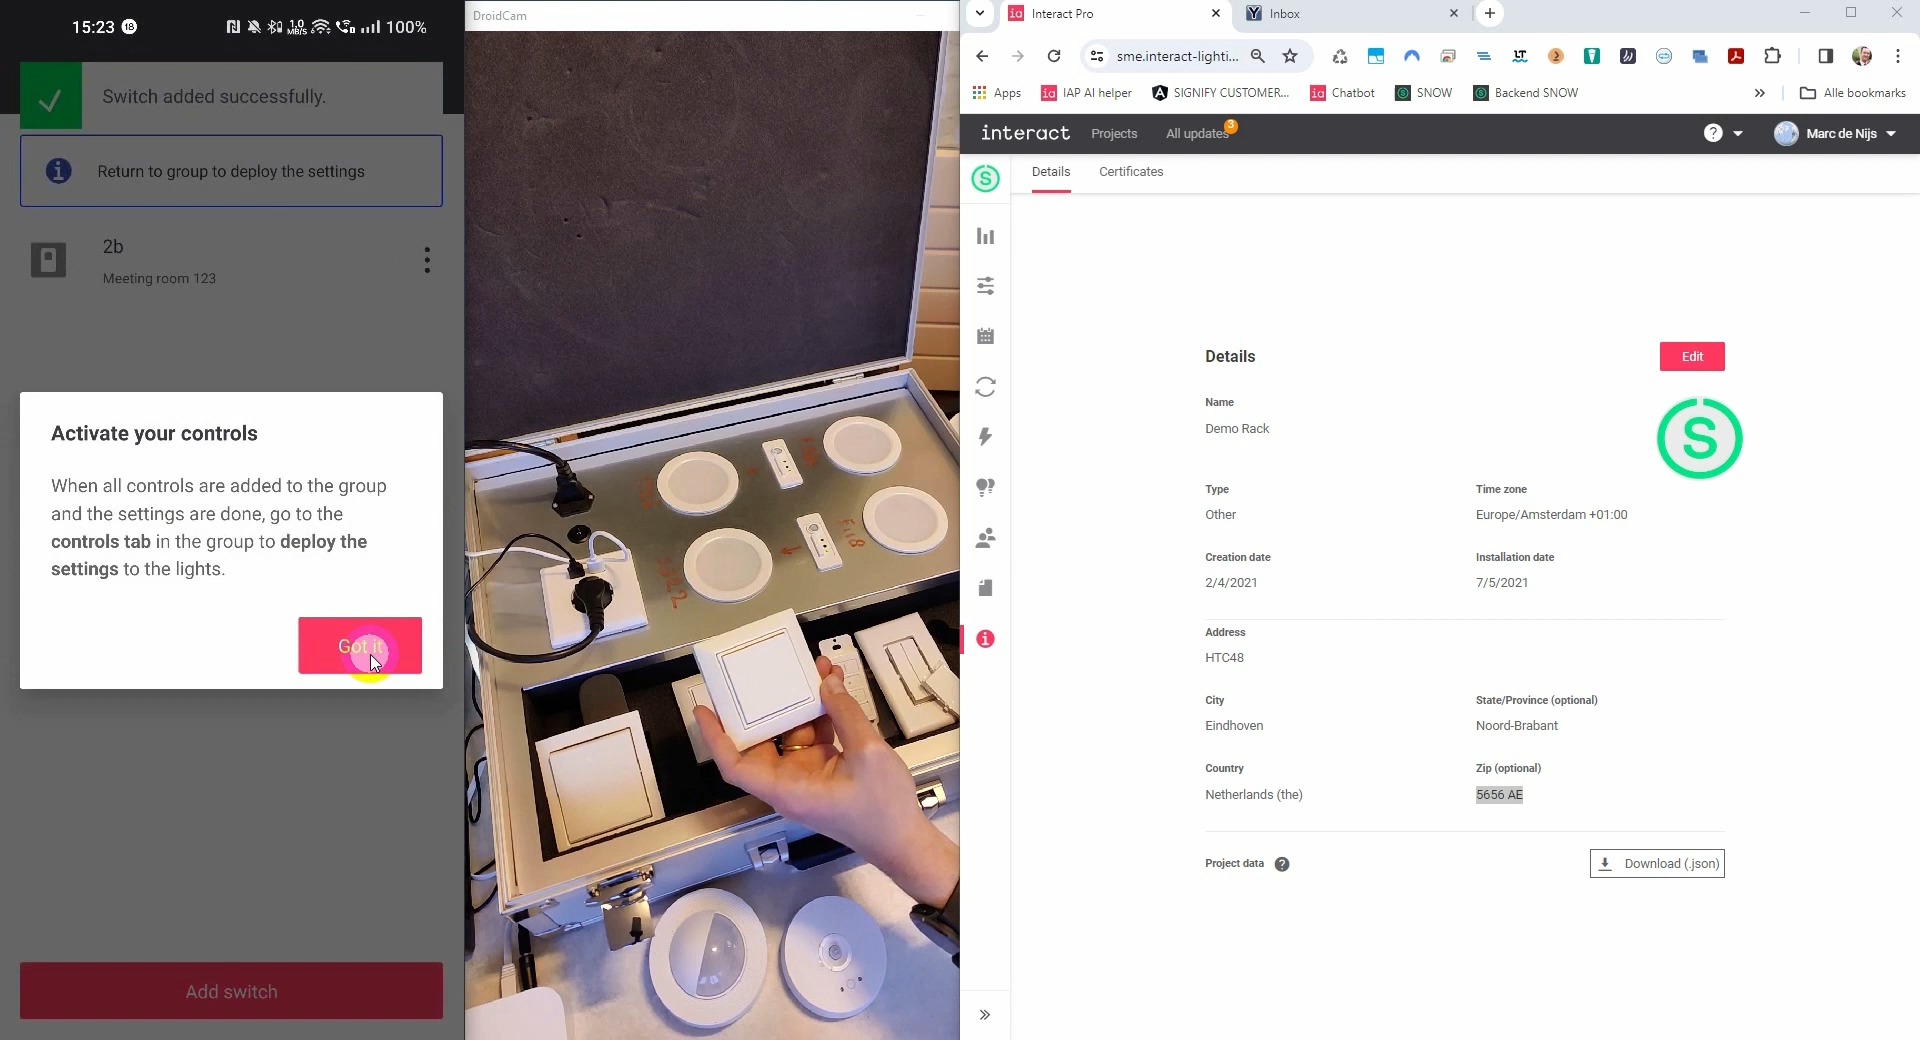 15:23
18
1.0
MB/S
100%
Switch added successfully.
Return to group to deploy the settings
2b
Meeting room 123
Activate your controls
When all controls are added to the group
and the settings are done, go to the
controls tab in the group to deploy the
settings to the lights.
Got it
Add switch
DroidCam
F118
Interact Pro
Inbox
sme.interact-lighti...
Apps
IAP AI helper
SIGNIFY CUSTOMER...
Chatbot
SNOW
Backend SNOW
Alle bookmarks
interact
Projects
All updates
3
Marc de Nijs
Details
Certificates
Details
Edit
Name
Demo Rack
Type
Time zone
Other
Europe/Amsterdam +01:00
Creation date
Installation date
2/4/2021
7/5/2021
Address
HTC48
City
State/Province (optional)
Eindhoven
Noord-Brabant
Country
Zip (optional)
Netherlands (the)
5656 AE
Project data
Download (.json)